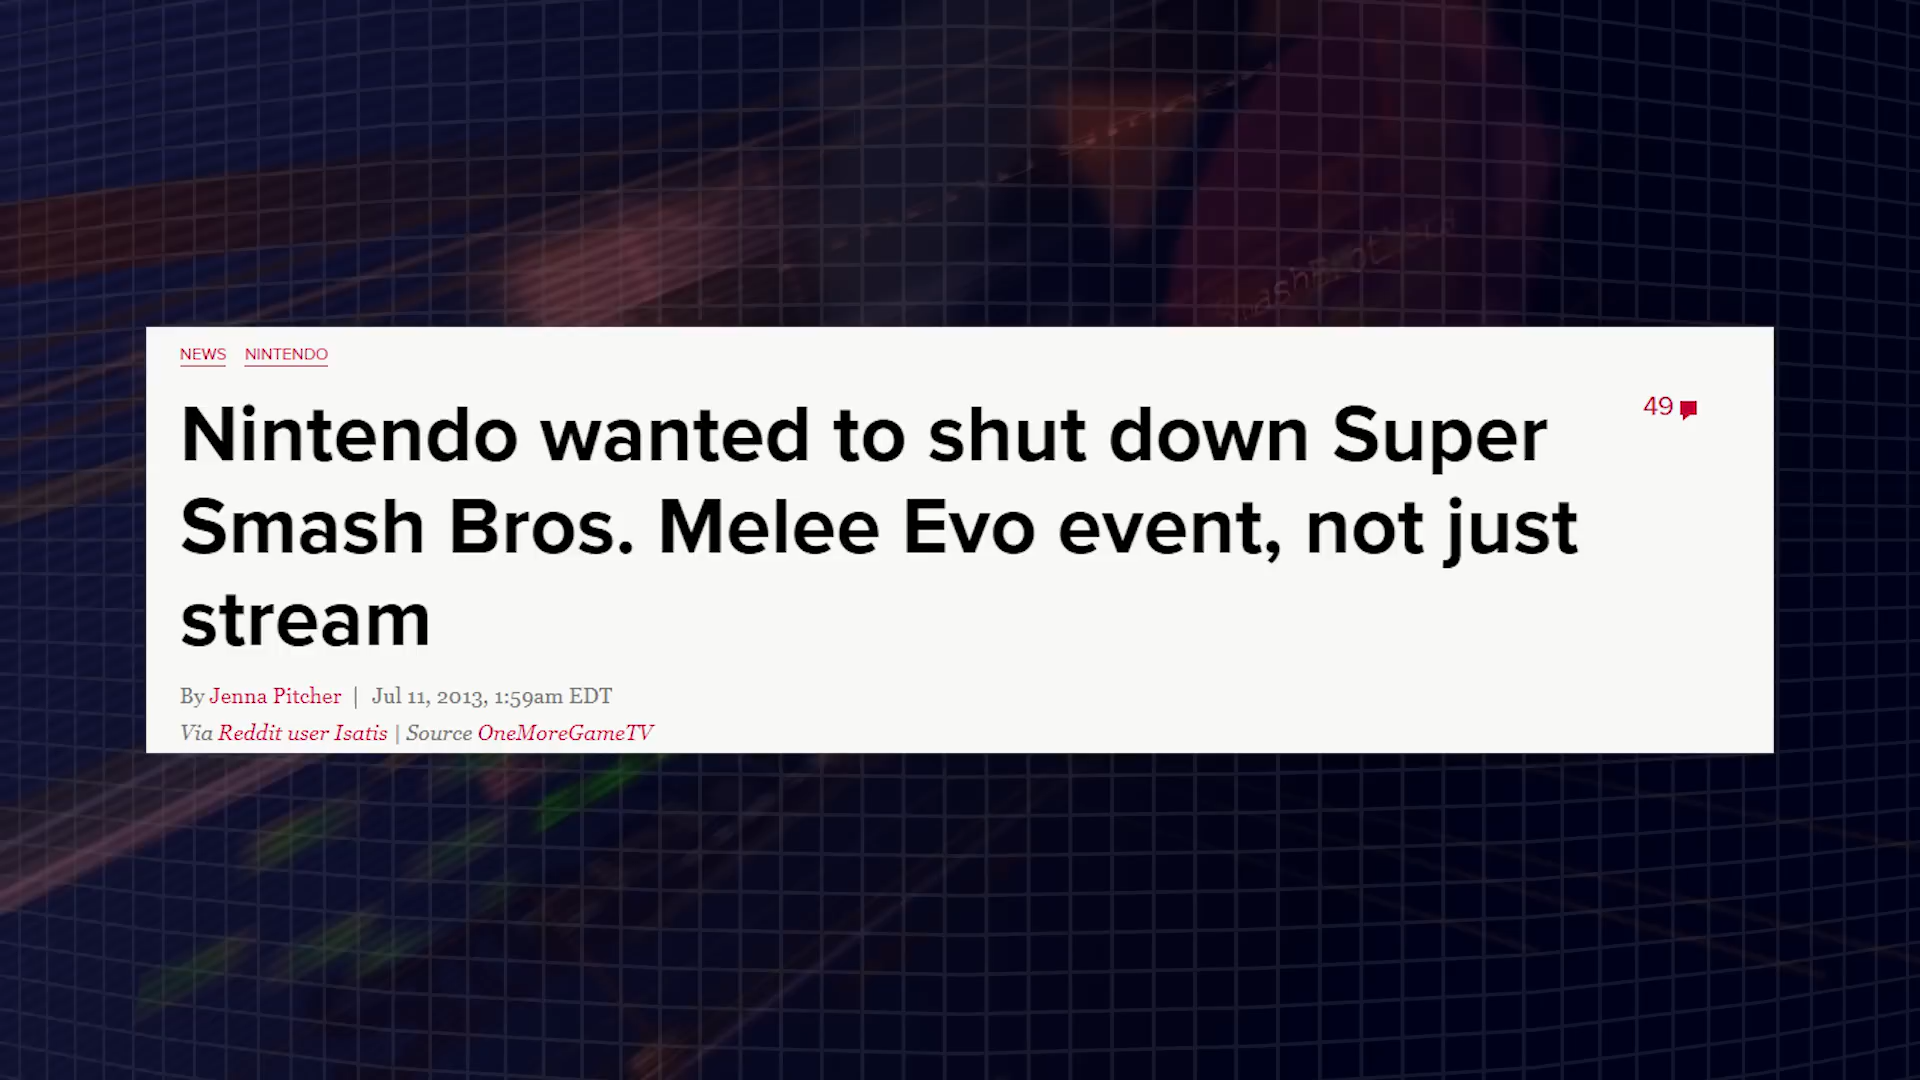 NEWS NINTENDO
Nintendo wanted to shut down Super
49
Smash Bros. Melee Evo event, not just
stream
By Jenna Pitcher | Jul 11, 2013, 1:59am EDT
Via Reddit user Isatis | Source OneMoreGameTV